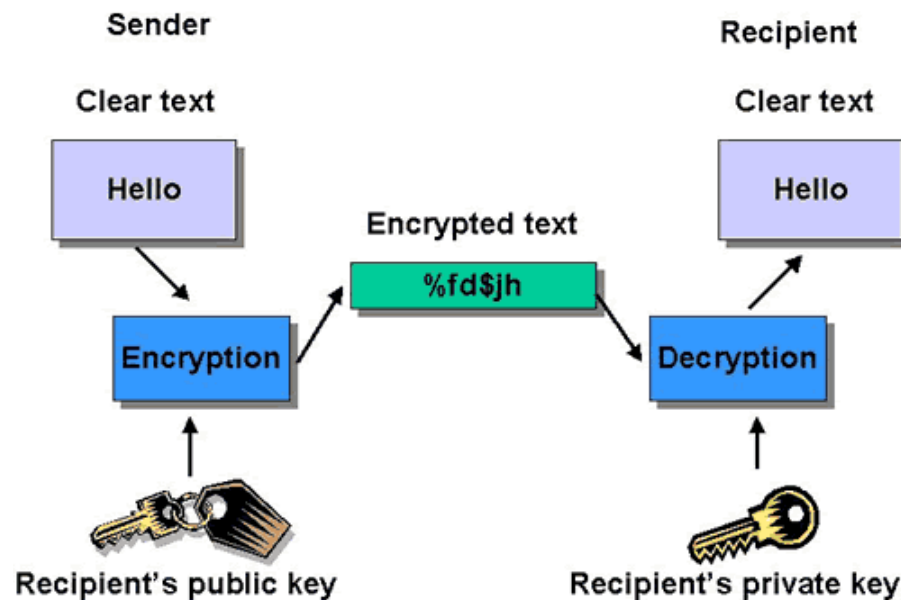 Sender
Recipient
Clear text
Clear text
Hello
Hello
Encrypted text
%fd$jh
Encryption
Decryption
Recipient's public key
Recipient's private key